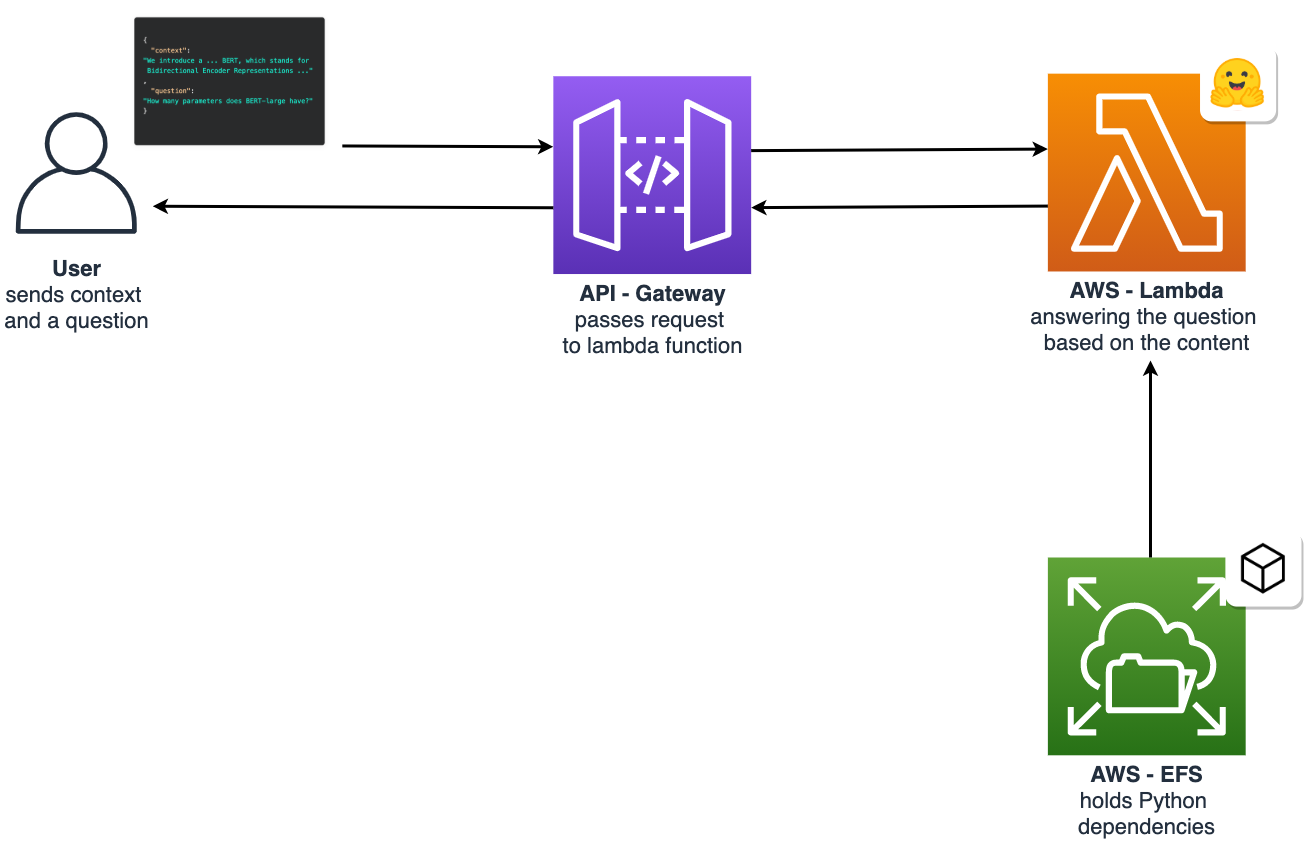 {
"context":
"We introduce a ... BERT, which stands for
Bidirectional Encoder Representations ..."
,
"question":
"How many parameters does BERT-large have?"
}
</>
User
sends context
and a question
API - Gateway
passes request
to lambda function
AWS - Lambda
answering the question
based on the content
AWS - EFS
holds Python
dependencies